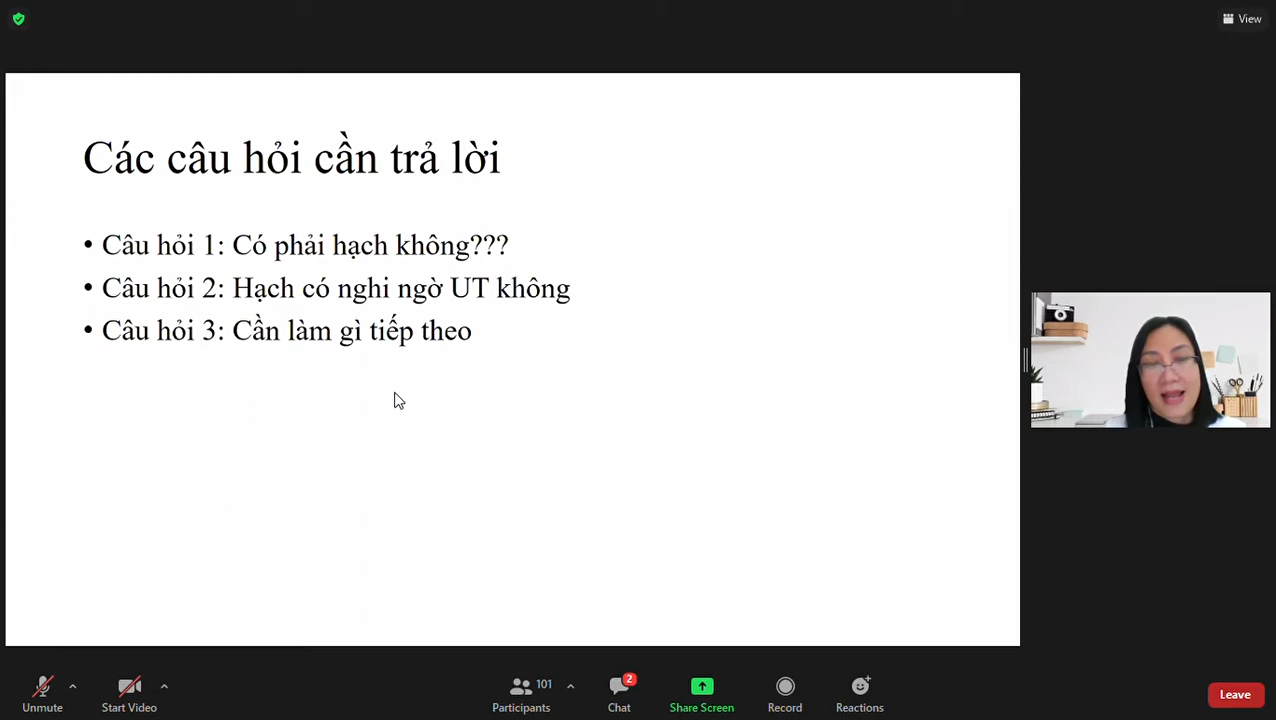 View
Các câu hỏi cần trả lời
• Câu hỏi 1: Có phải hạch không???
• Câu hỏi 2: Hạch có nghi ngờ UT không
• Câu hỏi 3: Cần làm gì tiếp theo
101
2
Unmute
Start Video
Participants
Chat
Share Screen
Record
Reactions
Leave